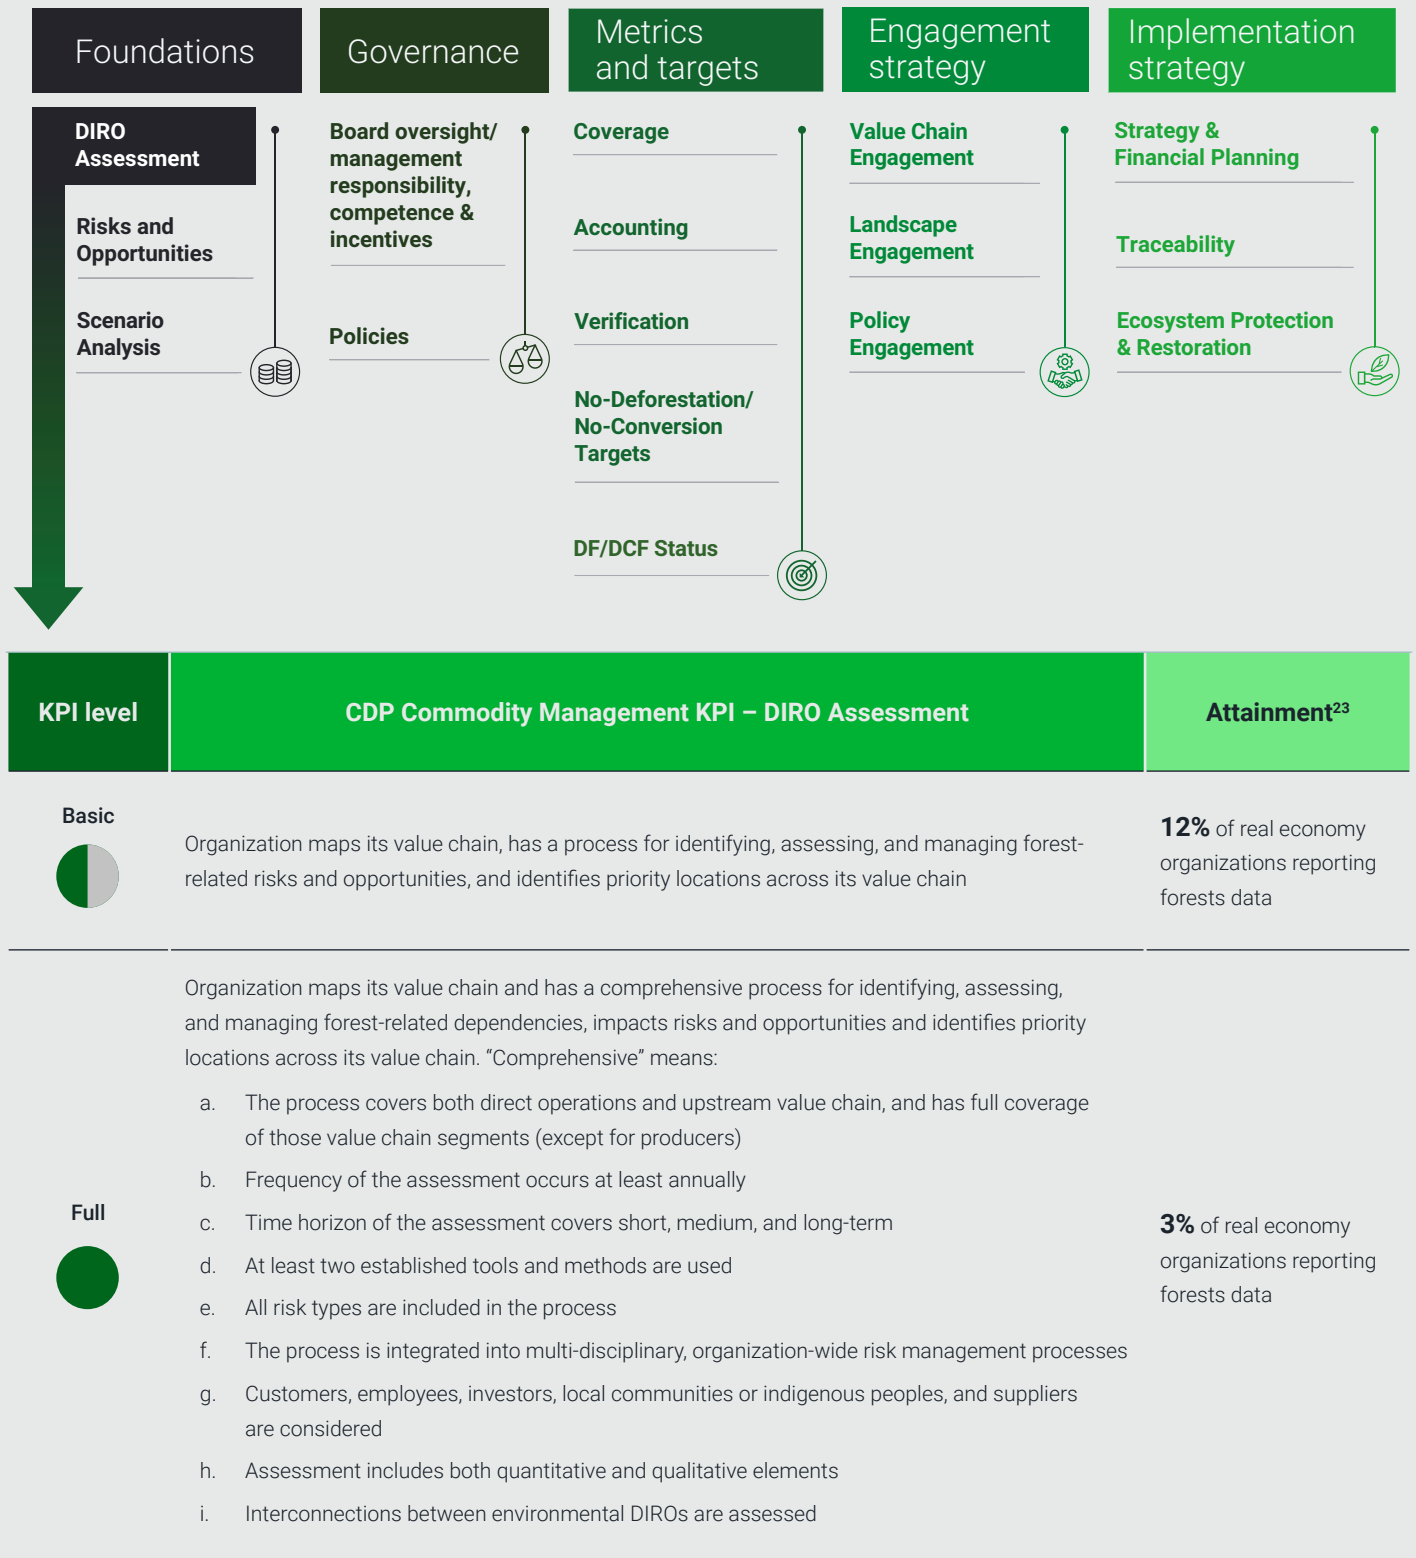 Foundations
DIRO
Assessment
Risks and
Opportunities
Scenario
Analysis
Governance
Board oversight/
management
responsibility,
competence &
incentives
Policies
Metrics
and targets
Coverage
Accounting
Verification
No-Deforestation/
No-Conversion
Targets
DF/DCF Status
Engagement
strategy
Value Chain
Engagement
Landscape
Engagement
Policy
Engagement
Implementation
strategy
Strategy &
Financial Planning
Traceability
Ecosystem Protection
& Restoration
KPI level
CDP Commodity Management KPI – DIRO Assessment
Attainment²³
Basic
Organization maps its value chain, has a process for identifying, assessing, and managing forest-
related risks and opportunities, and identifies priority locations across its value chain
12% of real economy
organizations reporting
forests data
Full
Organization maps its value chain and has a comprehensive process for identifying, assessing,
and managing forest-related dependencies, impacts risks and opportunities and identifies priority
locations across its value chain. “Comprehensive” means:
a. The process covers both direct operations and upstream value chain, and has full coverage
of those value chain segments (except for producers)
b. Frequency of the assessment occurs at least annually
c. Time horizon of the assessment covers short, medium, and long-term
d. At least two established tools and methods are used
e. All risk types are included in the process
f. The process is integrated into multi-disciplinary, organization-wide risk management processes
g. Customers, employees, investors, local communities or indigenous peoples, and suppliers
are considered
h. Assessment includes both quantitative and qualitative elements
i. Interconnections between environmental DIROs are assessed
3% of real economy
organizations reporting
forests data